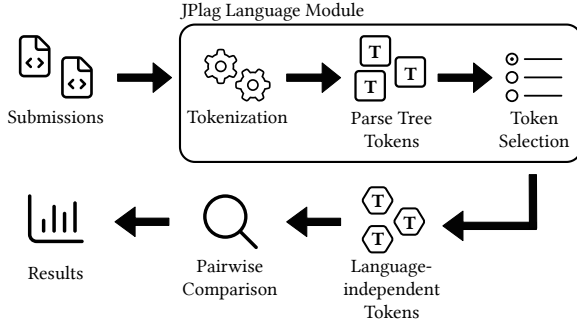 JPlag Language Module
T
T
T
Submissions
Tokenization
Parse Tree
Tokens
Token
Selection
T
T
T
Results
Pairwise
Comparison
Language-
independent
Tokens